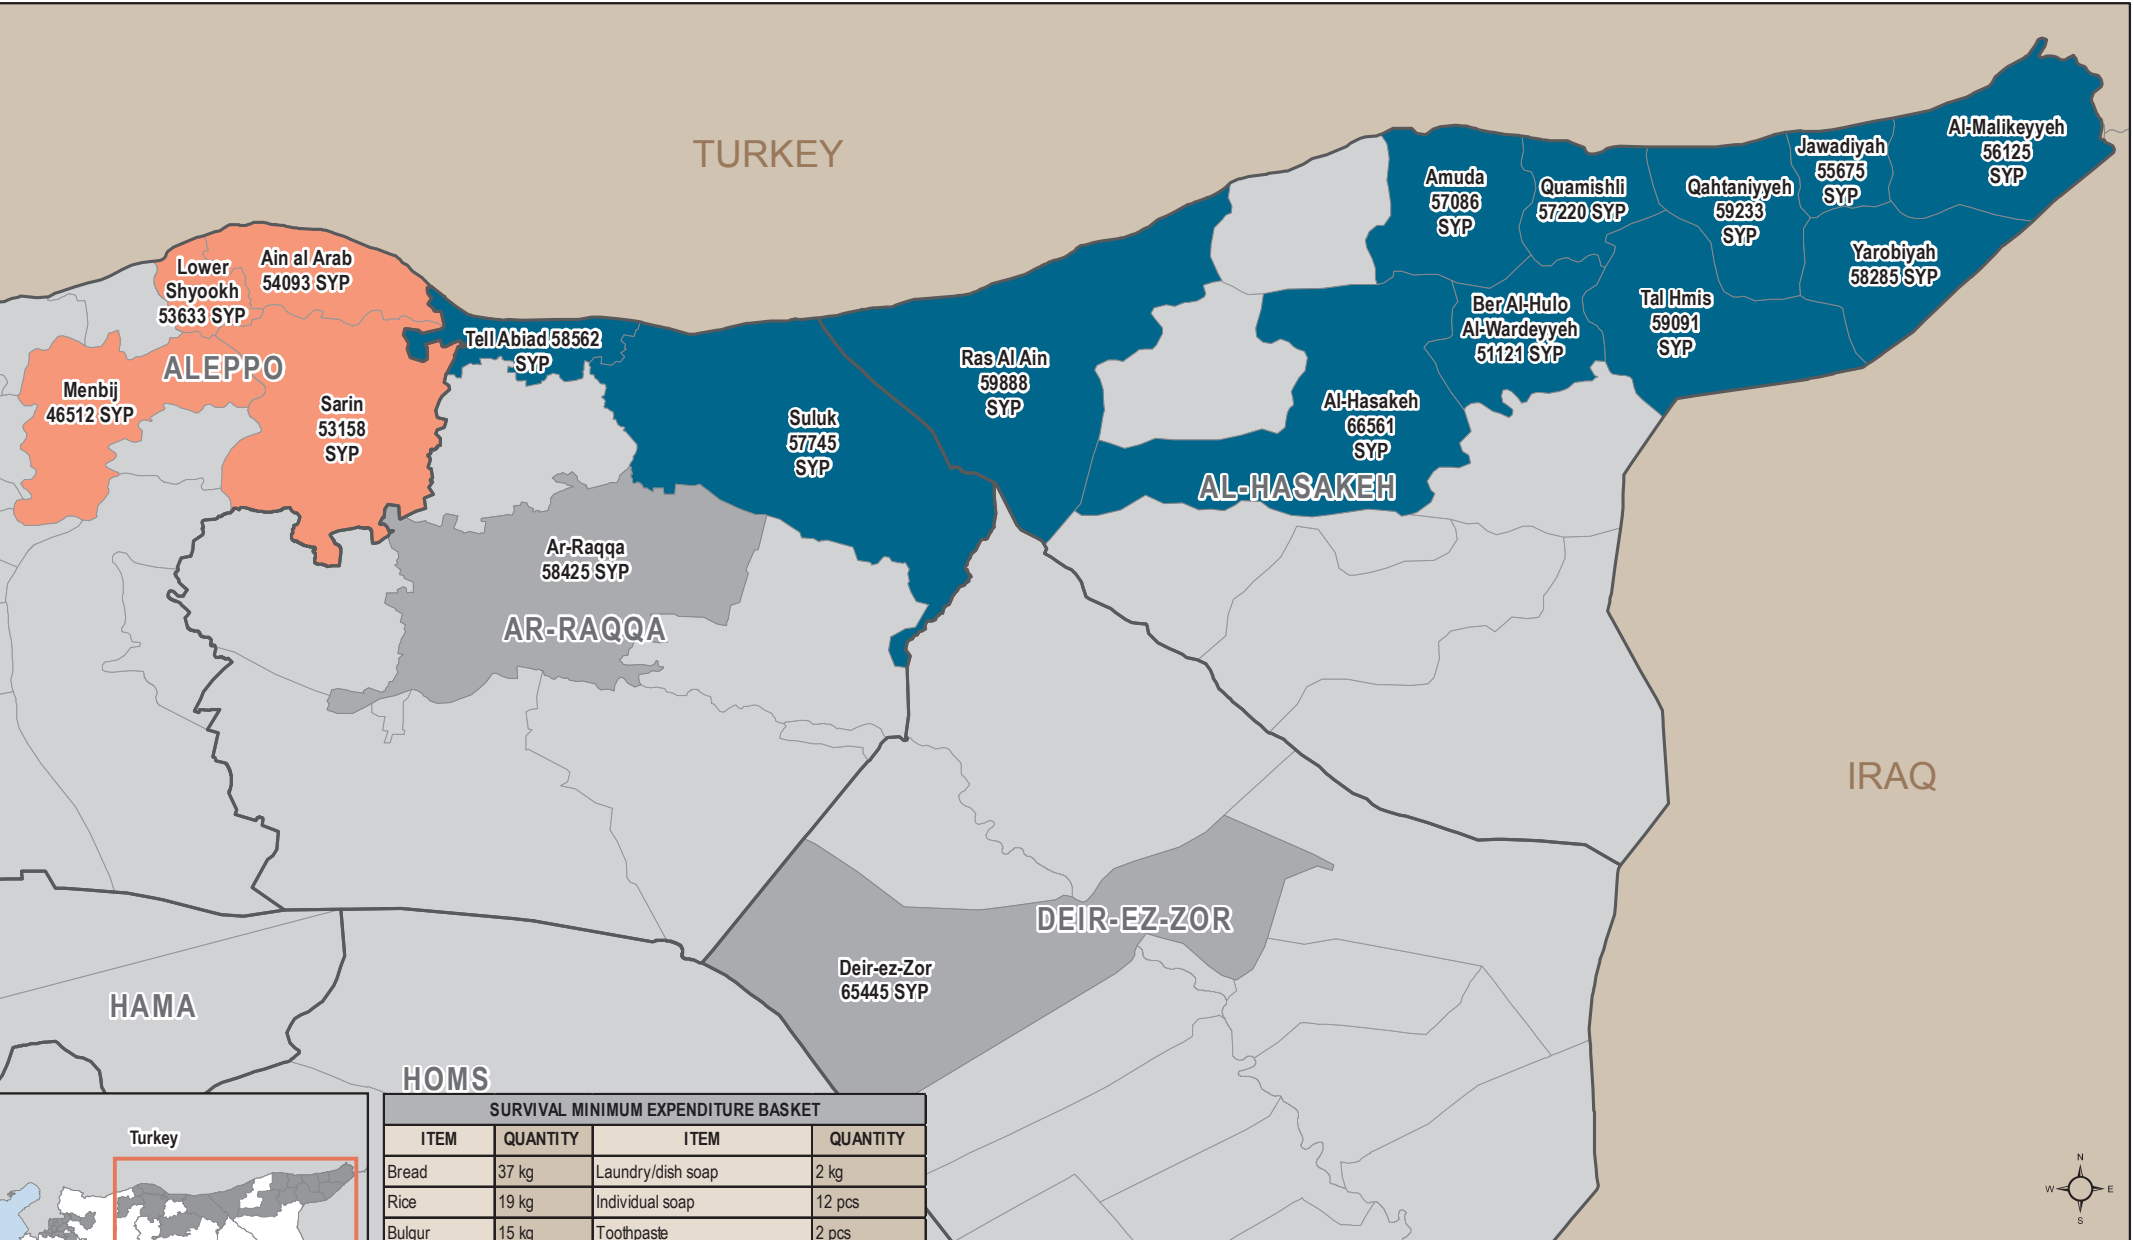 TURKEY
Al-Malikeyyeh
56125
SYP
Jawadiyah
55675
SYP
Amuda
57086
SYP
Quamishli
57220 SYP
Qahtaniyyeh
59233
SYP
Yarobiyah
58285 SYP
Lower
Shyookh
53633 SYP
Ain al Arab
54093 SYP
Tell Abiad 58562
SYP
Ras Al Ain
59888
SYP
Ber Al-Hulo
Al-Wardeyyeh
51121 SYP
Tal Hmis
59091
SYP
ALEPPO
Menbij
46512 SYP
Sarin
53158
SYP
Suluk
57745
SYP
Al-Hasakeh
66561
SYP
AL-HASAKEH
Ar-Raqqa
58425 SYP
AR-RAQQA
IRAQ
DEIR-EZ-ZOR
Deir-ez-Zor
65445 SYP
HAMA
HOMS
Turkey
SURVIVAL MINIMUM EXPENDITURE BASKET
ITEM QUANTITY ITEM QUANTITY
Bread 37 kg Laundry/dish soap 2 kg
Rice 19 kg Individual soap 12 pcs
Bulgur 15 kg Toothpaste 2 pcs
N
W E
S